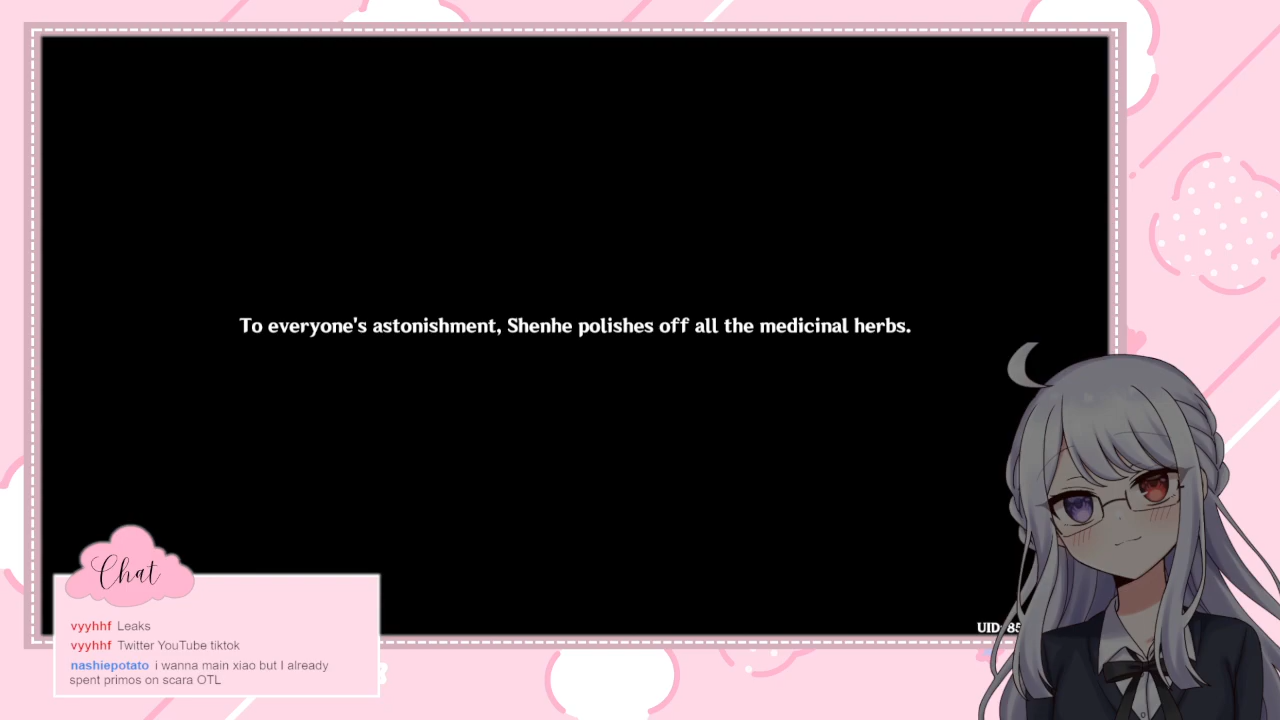 To everyone's astonishment, Shenhe polishes off all the medicinal herbs.
UID: 85
Chat
vyyhhf Leaks
vyyhhf Twitter YouTube tiktok
nashiepotato i wanna main xiao but I already
spent primos on scara OTL